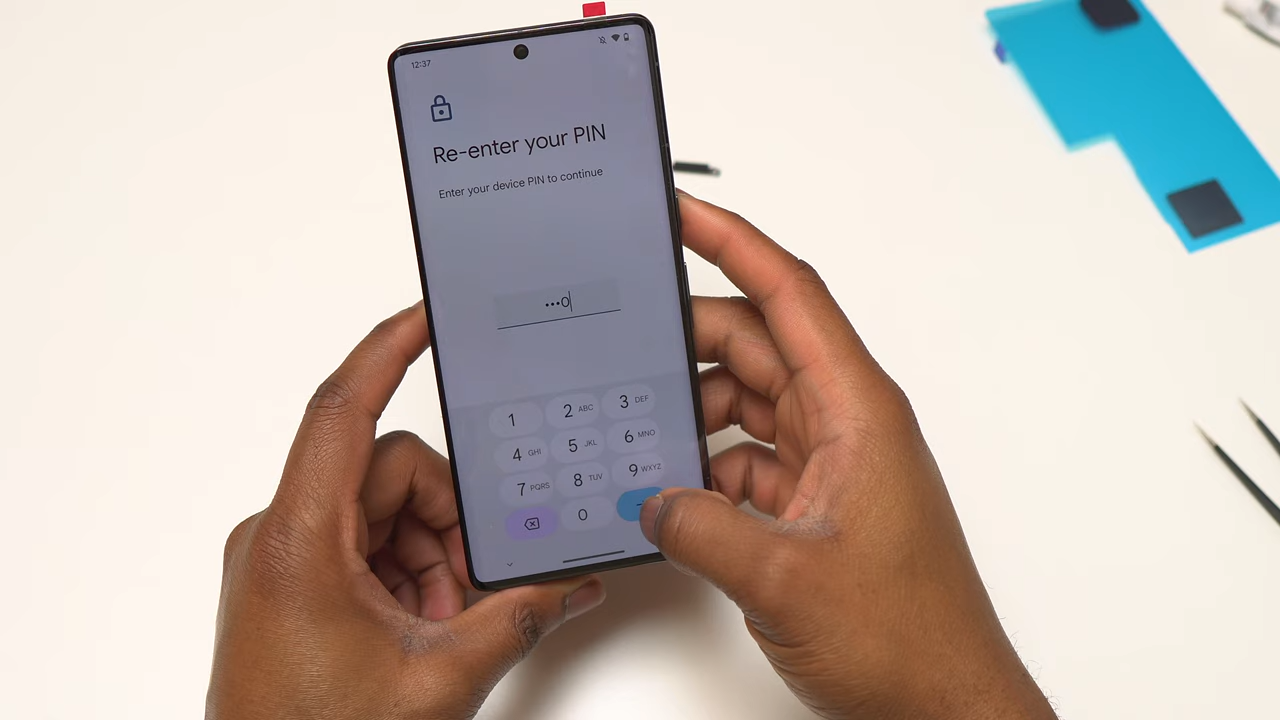 12:37
Re-enter your PIN
Enter your device PIN to continue
•••0
1 2 ABC 3 DEF
4 GHI 5 JKL 6 MNO
7 PQRS 8 TUV 9 WXYZ
0